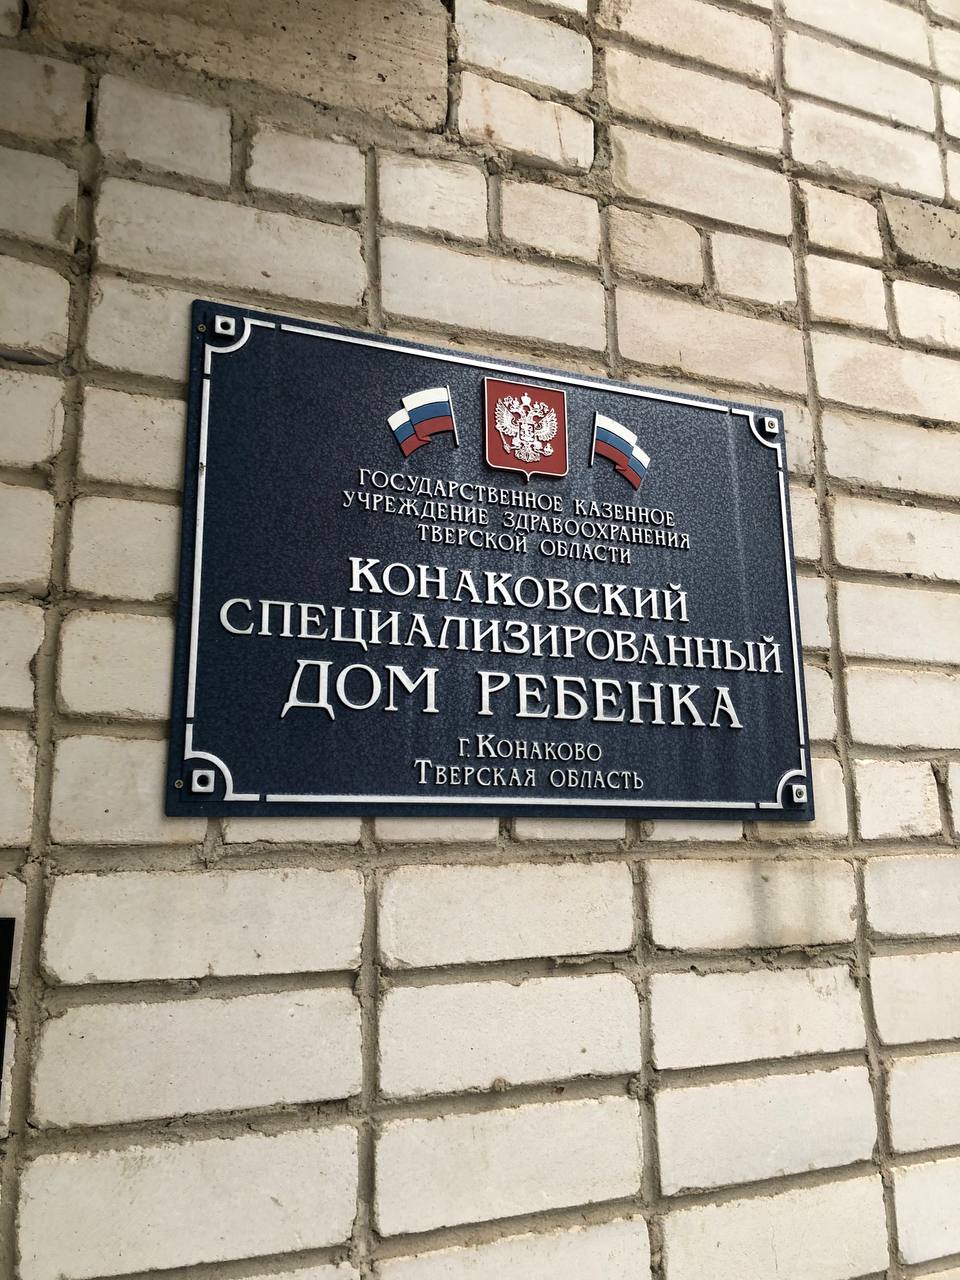 ГОСУДАРСТВЕННОЕ КАЗЕННОЕ
УЧРЕЖДЕНИЕ ЗДРАВООХРАНЕНИЯ
ТВЕРСКОЙ ОБЛАСТИ
КОНАКОВСКИЙ
СПЕЦИАЛИЗИРОВАННЫЙ
ДОМ РЕБЕНКА
г. КОНАКОВО
ТВЕРСКАЯ ОБЛАСТЬ